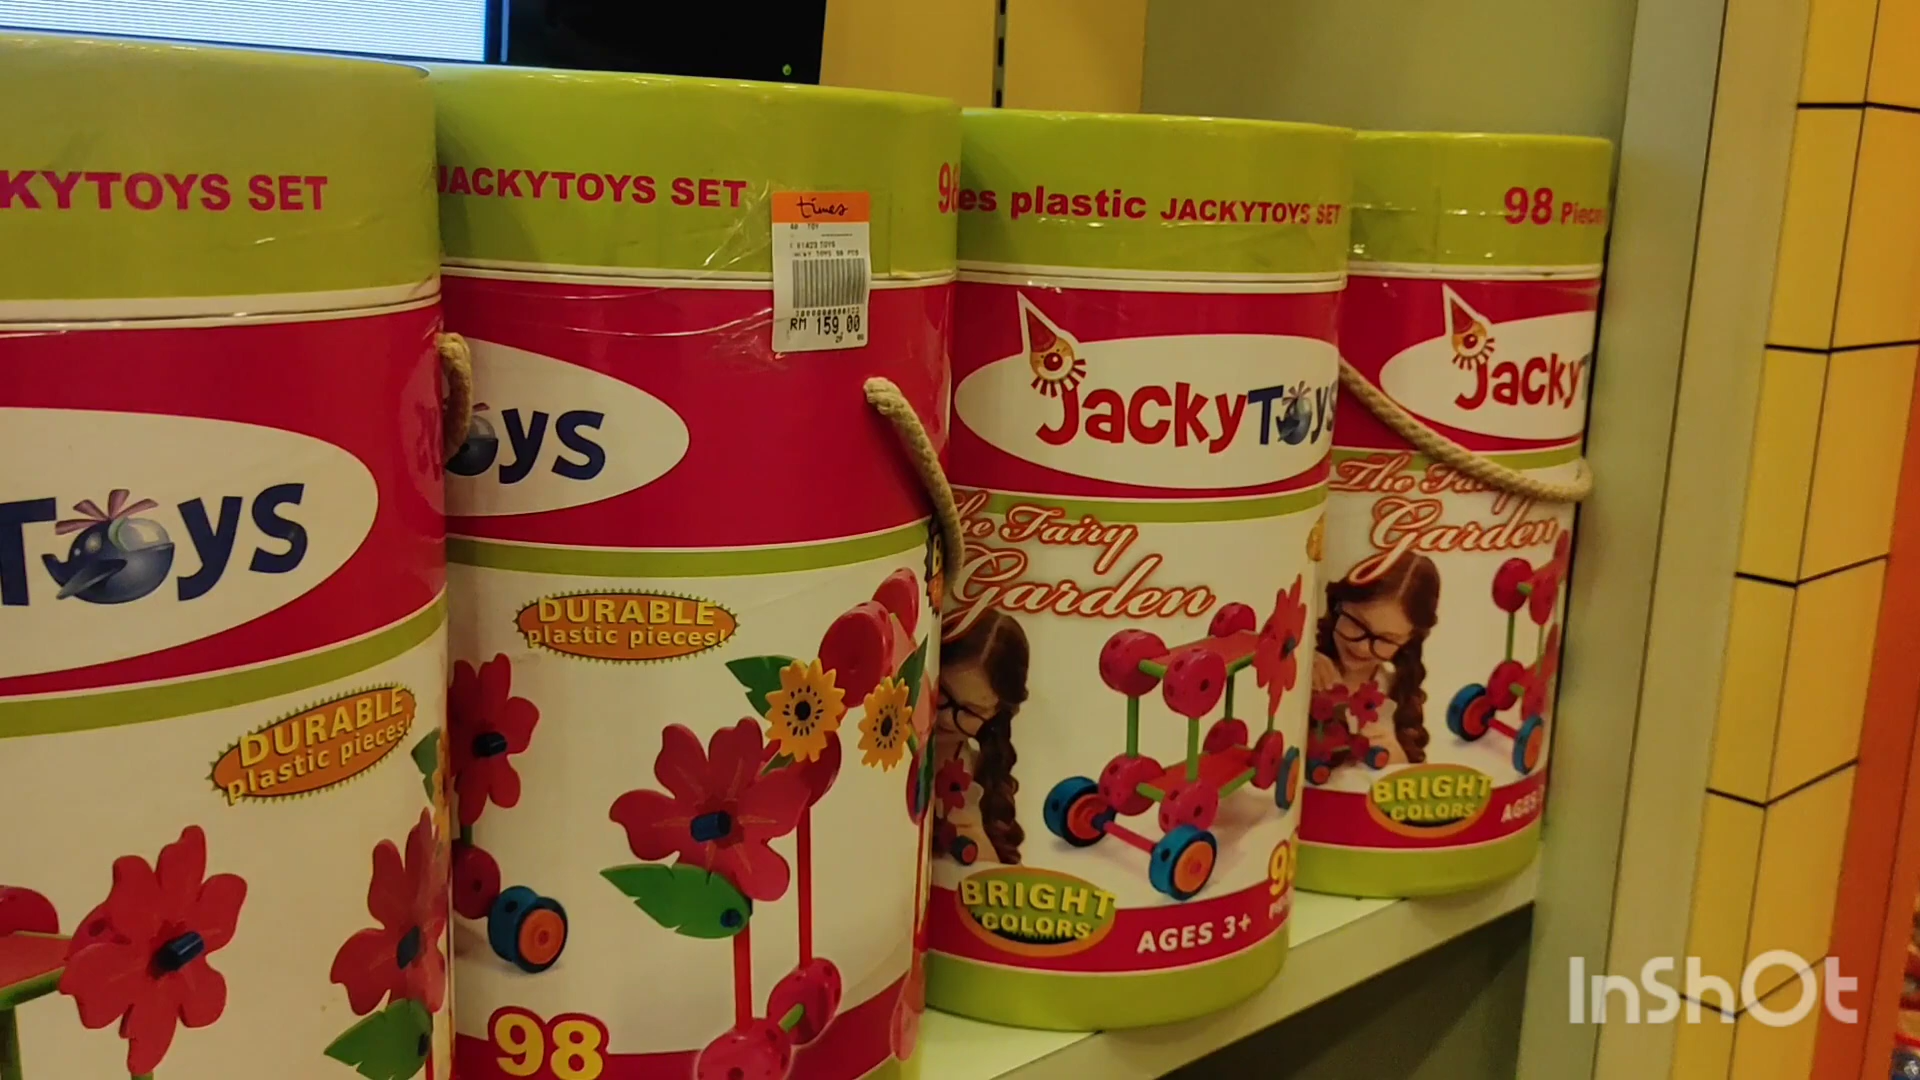 KYTOYS SET
Toys
DURABLE
plastic pieces!
JACKYTOYS SET
98
times
RM 159.00
oys
DURABLE
plastic pieces!
98
es plastic JACKYTOYS SET
JackyToys
The Fairy
Garden
BRIGHT
COLORS
AGES 3+
98 Piece
Jacky
The Fairy
Garden
BRIGHT
COLORS
AGES
InShOt